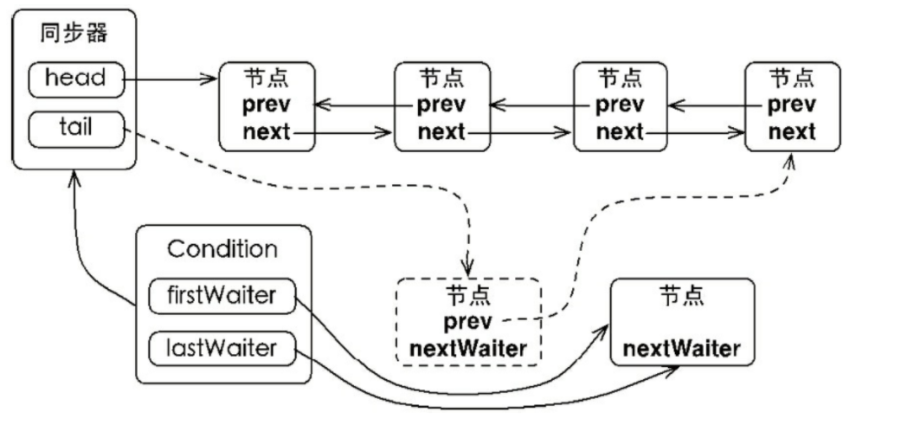 同步器
head
tail
节点
prev
next
节点
prev
next
节点
prev
next
节点
prev
next
Condition
firstWaiter
lastWaiter
节点
prev
nextWaiter
节点
nextWaiter